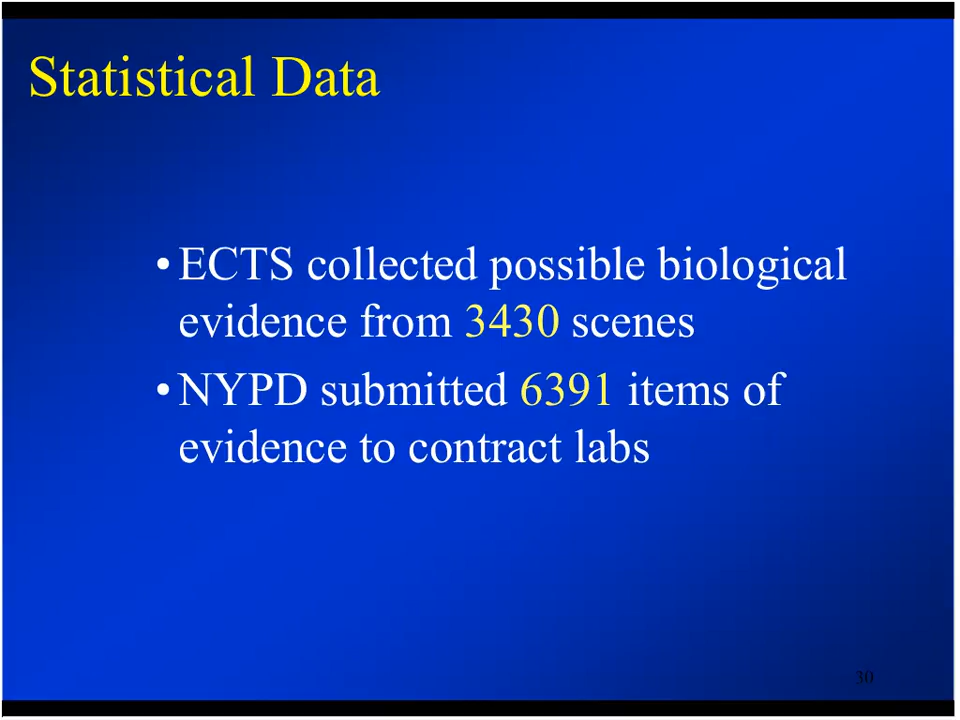 Statistical Data
• ECTS collected possible biological
evidence from 3430 scenes
• NYPD submitted 6391 items of
evidence to contract labs
30